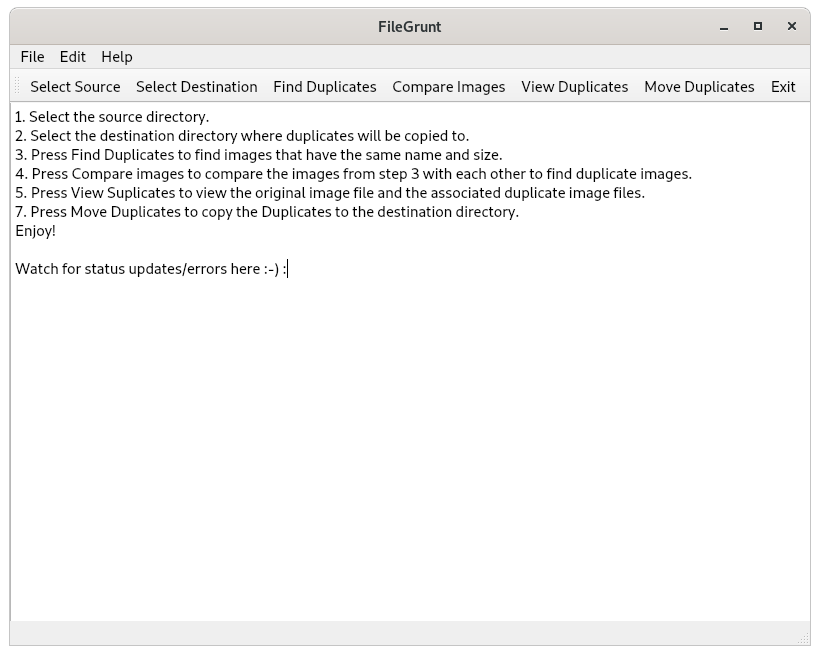 FileGrunt
File Edit Help
Select Source Select Destination Find Duplicates Compare Images View Duplicates Move Duplicates Exit
1. Select the source directory.
2. Select the destination directory where duplicates will be copied to.
3. Press Find Duplicates to find images that have the same name and size.
4. Press Compare images to compare the images from step 3 with each other to find duplicate images.
5. Press View Suplicates to view the original image file and the associated duplicate image files.
7. Press Move Duplicates to copy the Duplicates to the destination directory.
Enjoy!
Watch for status updates/errors here :-) :